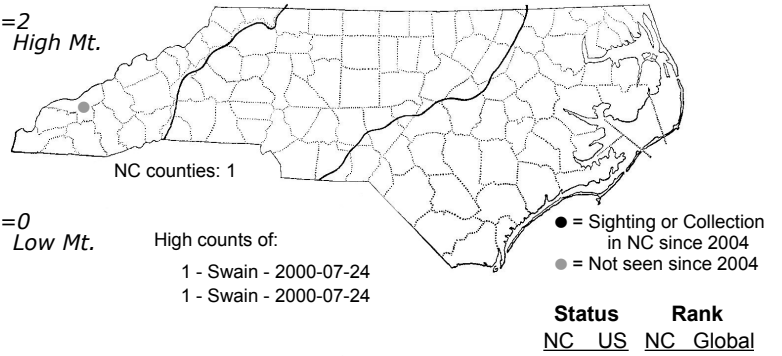 =2
High Mt.
NC counties: 1
=0
Low Mt.
High counts of:
1 - Swain - 2000-07-24
1 - Swain - 2000-07-24
● = Sighting or Collection
in NC since 2004
● = Not seen since 2004
Status Rank
NC US NC Global